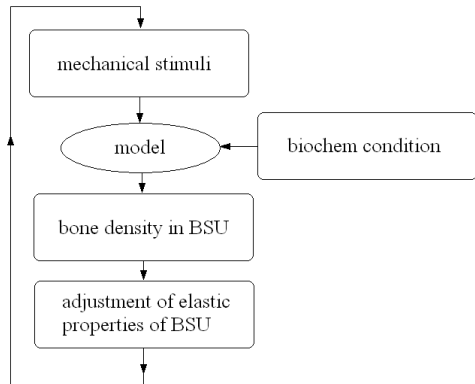 mechanical stimuli
model
biochem condition
bone density in BSU
adjustment of elastic
properties of BSU